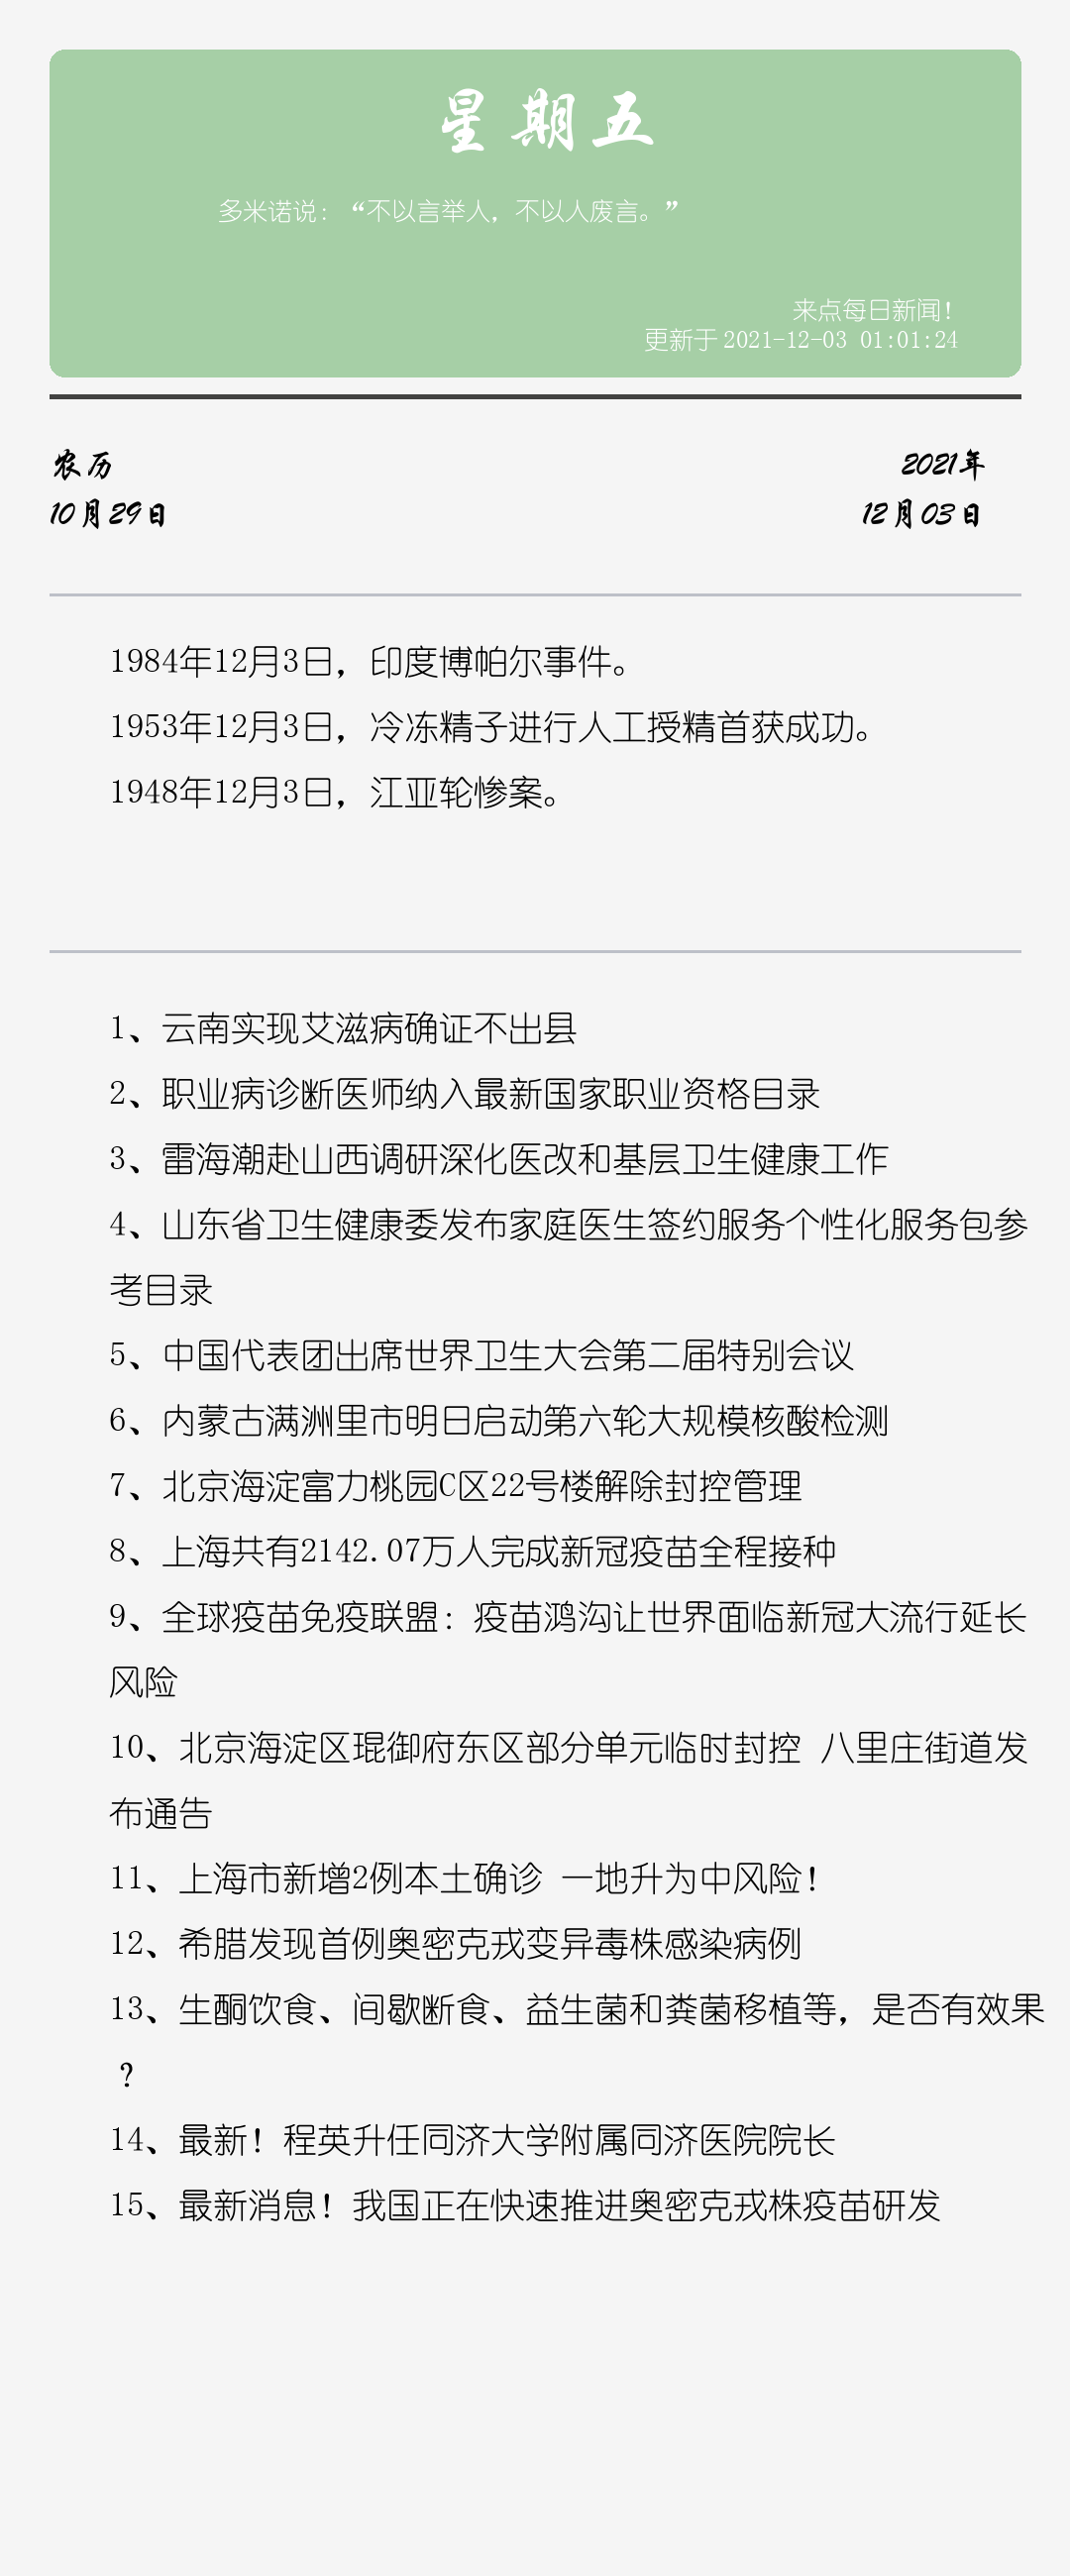 星期五
多米诺说：“不以言举人，不以人废言。”
来点每日新闻！
更新于 2021-12-03 01:01:24
农历
2021年
10月29日
12月03日
1984年12月3日，印度博帕尔事件。
1953年12月3日，冷冻精子进行人工授精首获成功。
1948年12月3日，江亚轮惨案。
1、云南实现艾滋病确证不出县
2、职业病诊断医师纳入最新国家职业资格目录
3、雷海潮赴山西调研深化医改和基层卫生健康工作
4、山东省卫生健康委发布家庭医生签约服务个性化服务包参
考目录
5、中国代表团出席世界卫生大会第二届特别会议
6、内蒙古满洲里市明日启动第六轮大规模核酸检测
7、北京海淀富力桃园C区22号楼解除封控管理
8、上海共有2142.07万人完成新冠疫苗全程接种
9、全球疫苗免疫联盟：疫苗鸿沟让世界面临新冠大流行延长
风险
10、北京海淀区琨御府东区部分单元临时封控 八里庄街道发
布通告
11、上海市新增2例本土确诊 一地升为中风险！
12、希腊发现首例奥密克戎变异毒株感染病例
13、生酮饮食、间歇断食、益生菌和粪菌移植等，是否有效果
？
14、最新！程英升任同济大学附属同济医院院长
15、最新消息！我国正在快速推进奥密克戎株疫苗研发